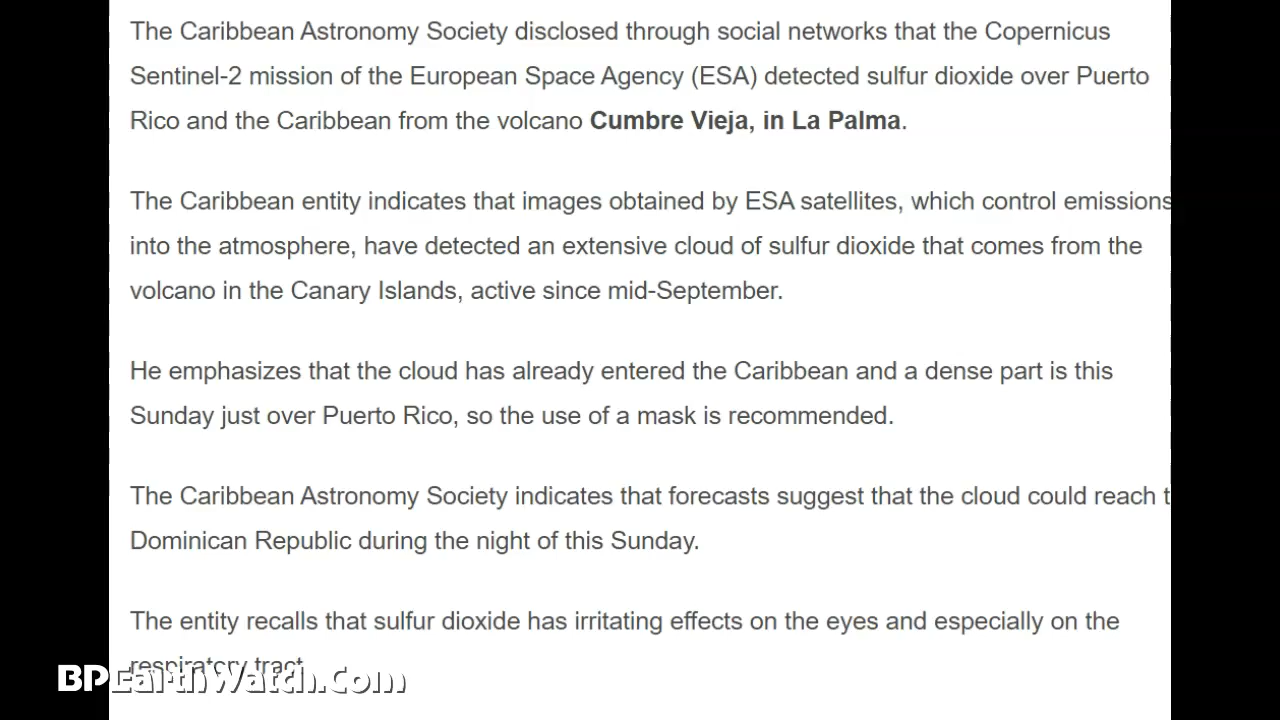 The Caribbean Astronomy Society disclosed through social networks that the Copernicus
Sentinel-2 mission of the European Space Agency (ESA) detected sulfur dioxide over Puerto
Rico and the Caribbean from the volcano Cumbre Vieja, in La Palma.
The Caribbean entity indicates that images obtained by ESA satellites, which control emissions
into the atmosphere, have detected an extensive cloud of sulfur dioxide that comes from the
volcano in the Canary Islands, active since mid-September.
He emphasizes that the cloud has already entered the Caribbean and a dense part is this
Sunday just over Puerto Rico, so the use of a mask is recommended.
The Caribbean Astronomy Society indicates that forecasts suggest that the cloud could reach t
Dominican Republic during the night of this Sunday.
The entity recalls that sulfur dioxide has irritating effects on the eyes and especially on the
respiratory tract
BPEarthWatch.Com